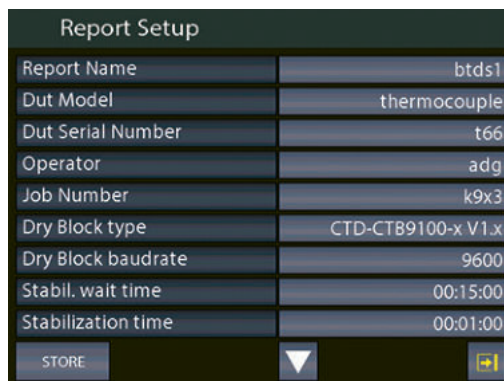 Report Setup
Report Name btds1
Dut Model thermocouple
Dut Serial Number t66
Operator adg
Job Number k9x3
Dry Block type CTD-CTB9100-x V1.x
Dry Block baudrate 9600
Stabil. wait time 00:15:00
Stabilization time 00:01:00
STORE